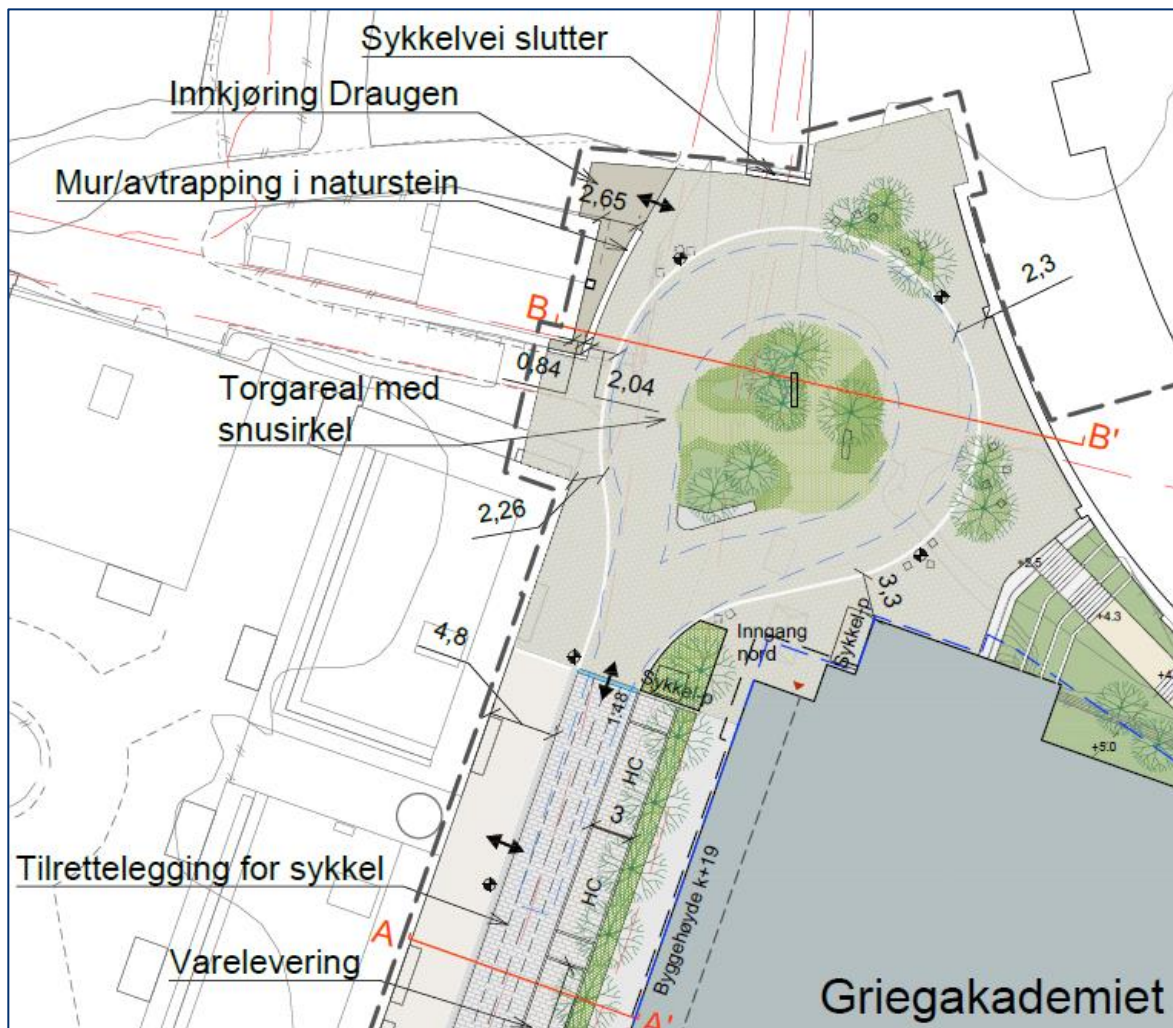 Sykkelvei slutter
Innkjøring Draugen
Mur/avtrapping i naturstein
2,65
2,3
B
0,84
2,04
Torgareal med
snusirkel
B'
2,26
+2.5
3,3
+4.3
4,8
Inngang
nord
Sykkel-p
Sykkel-p
1:48
+5.0
HC
3
Tilrettelegging for sykkel
HC
Byggehøyde k+19
A
Varelevering
Griegakademiet
A'